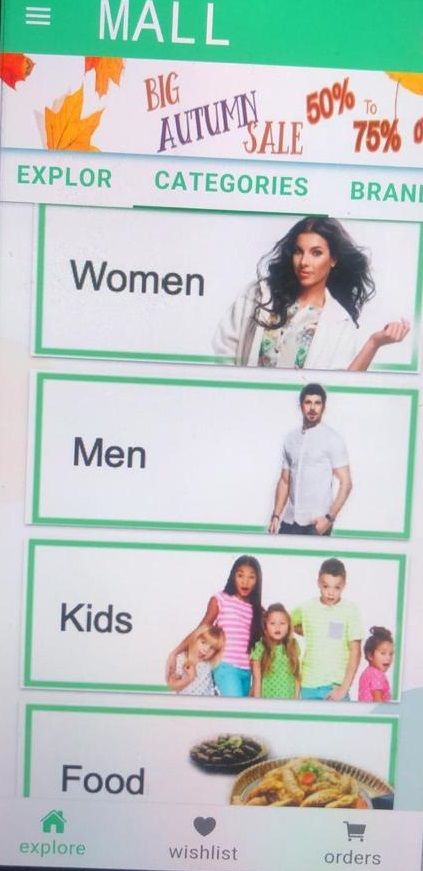 MALL
BIG
AUTUMN
SALE
50% To
75%
EXPLOR CATEGORIES
Women
Men
Kids
Food
explore wishlist orders